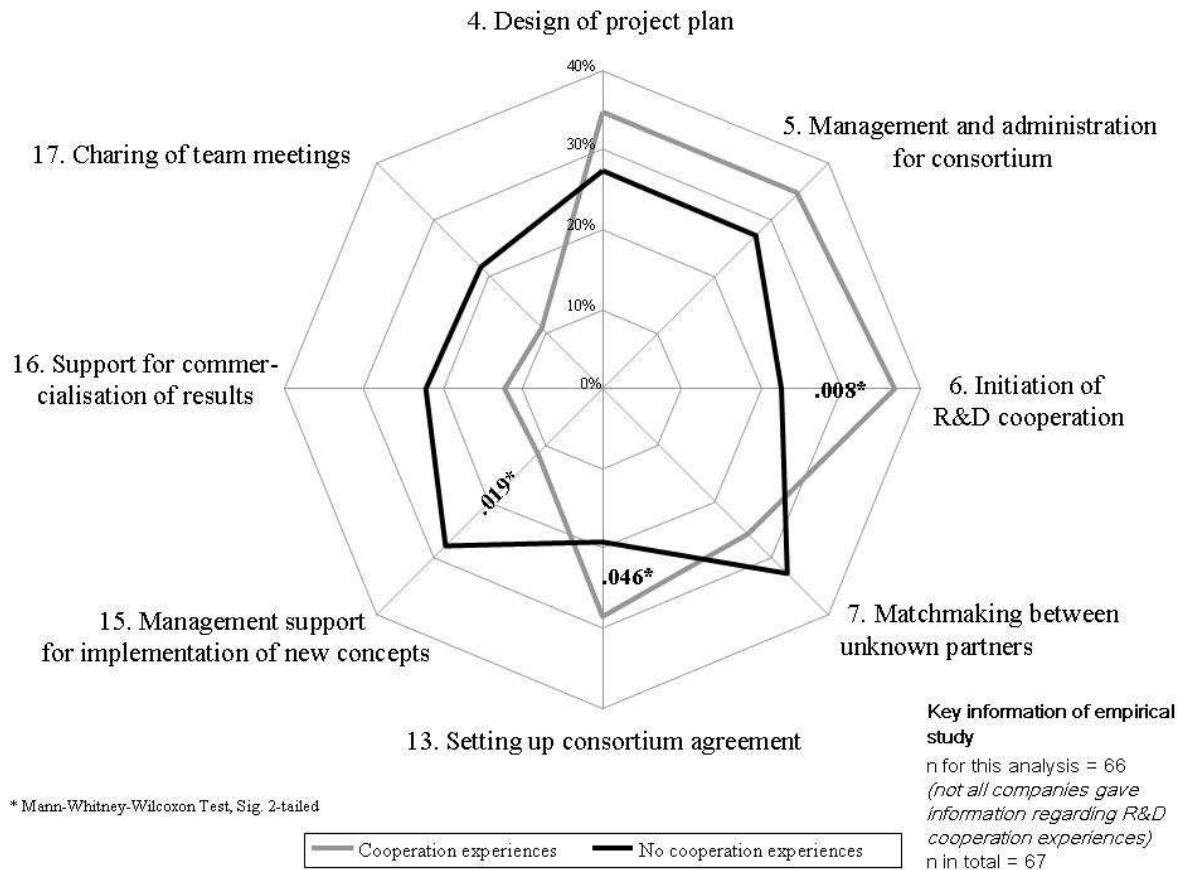 4. Design of project plan
40%
17. Charing of team meetings
5. Management and administration
for consortium
30%
20%
10%
16. Support for commer-
cialisation of results
0%
.008*
6. Initiation of
R&D cooperation
.019*
.046*
15. Management support
for implementation of new concepts
7. Matchmaking between
unknown partners
13. Setting up consortium agreement
Key information of empirical
study
n for this analysis = 66
(not all companies gave
information regarding R&D
cooperation experiences)
n in total = 67
* Mann-Whitney-Wilcoxon Test, Sig. 2-tailed
Cooperation experiences No cooperation experiences